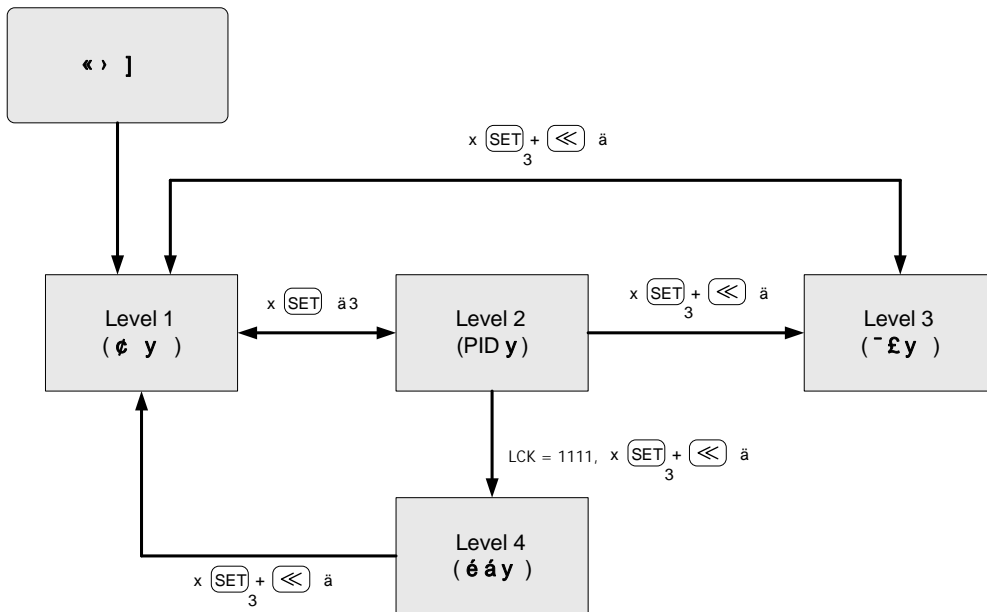 «› ]
x SET + ≪ ä
3
Level 1
( ¢ y )
x SET ä3
Level 2
(PID y)
x SET + ≪ ä
3
Level 3
( ¯£y )
LCK = 1111, x SET + ≪ ä
3
Level 4
( éáy )
x SET + ≪ ä
3